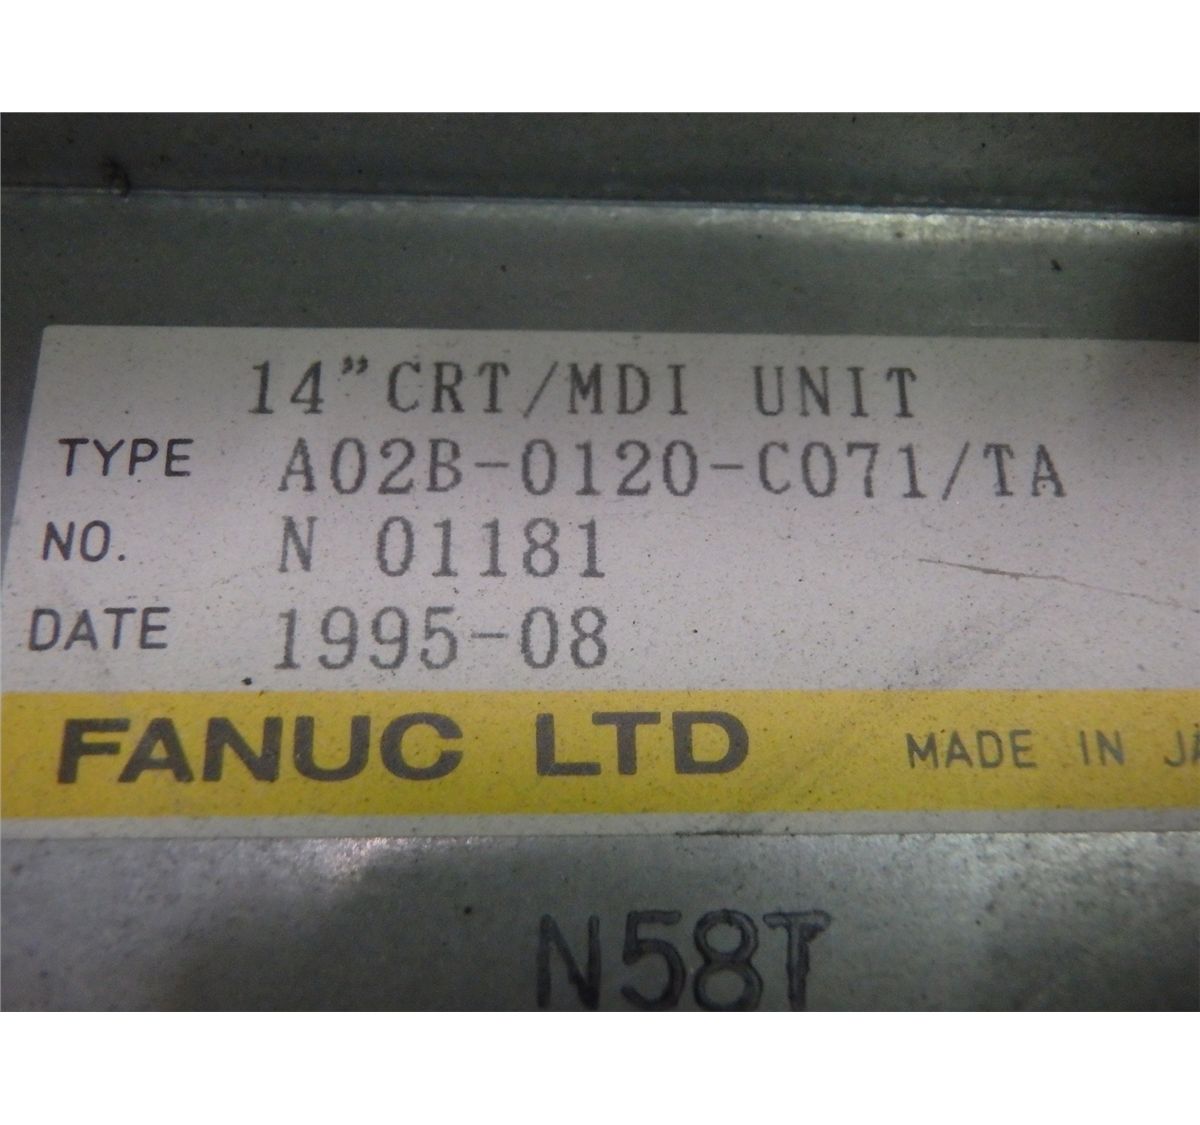 14"CRT/MDI UNIT
TYPE A02B-0120-C071/TA
NO. N 01181
DATE 1995-08
FANUC LTD MADE IN JA
N58T